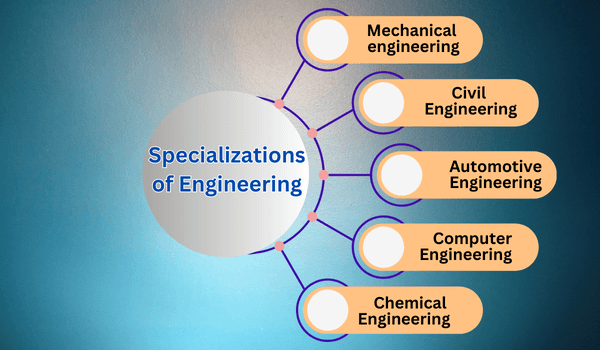 Specializations
of Engineering
Mechanical
engineering
Civil
Engineering
Automotive
Engineering
Computer
Engineering
Chemical
Engineering